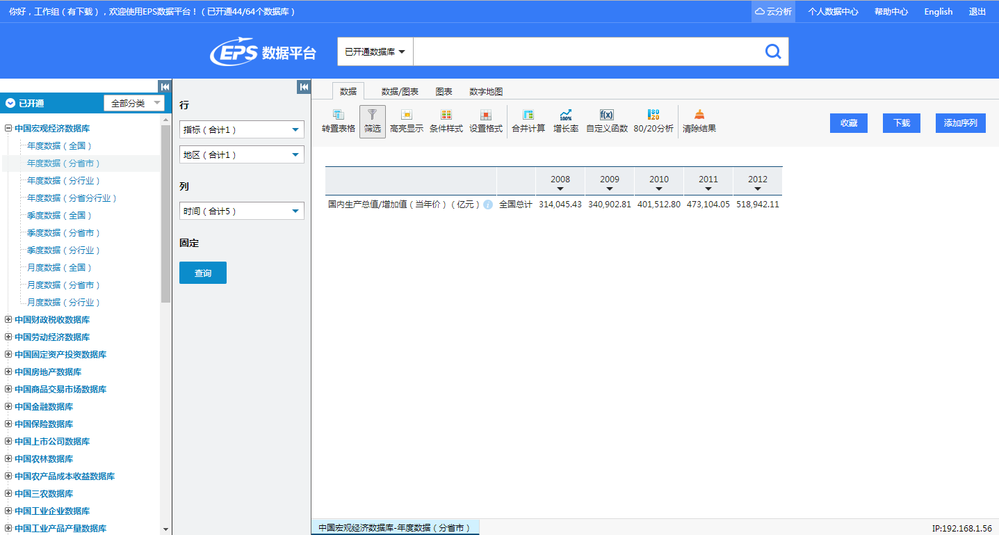 你好，工作组（有下载），欢迎使用EPS数据平台！（已开通44/64个数据库）
云分析 个人数据中心 帮助中心 English 退出
EPS 数据平台
已开通数据库
已开通 全部分类
中国宏观经济数据库
年度数据（全国）
年度数据（分省市）
年度数据（分行业）
年度数据（分省分行业）
季度数据（全国）
季度数据（分省市）
季度数据（分行业）
月度数据（全国）
月度数据（分省市）
月度数据（分行业）
中国财政税收数据库
中国劳动经济数据库
中国固定资产投资数据库
中国房地产数据库
中国商品交易市场数据库
中国金融数据库
中国保险数据库
中国上市公司数据库
中国农林数据库
中国农产品成本收益数据库
中国三农数据库
中国工业企业数据库
中国工业产品产量数据库
行
指标（合计1）
地区（合计1）
列
时间（合计5）
固定
查询
数据 数据/图表 图表 数字地图
100% f(x) 80 120
转置表格 筛选 高亮显示 条件样式 设置格式 合并计算 增长率 自定义函数 80/20分析 清除结果
收藏 下载 添加序列
2008 2009 2010 2011 2012
国内生产总值/增加值（当年价）（亿元） i 全国总计 314,045.43 340,902.81 401,512.80 473,104.05 518,942.11
中国宏观经济数据库-年度数据（分省市）
IP:192.168.1.56